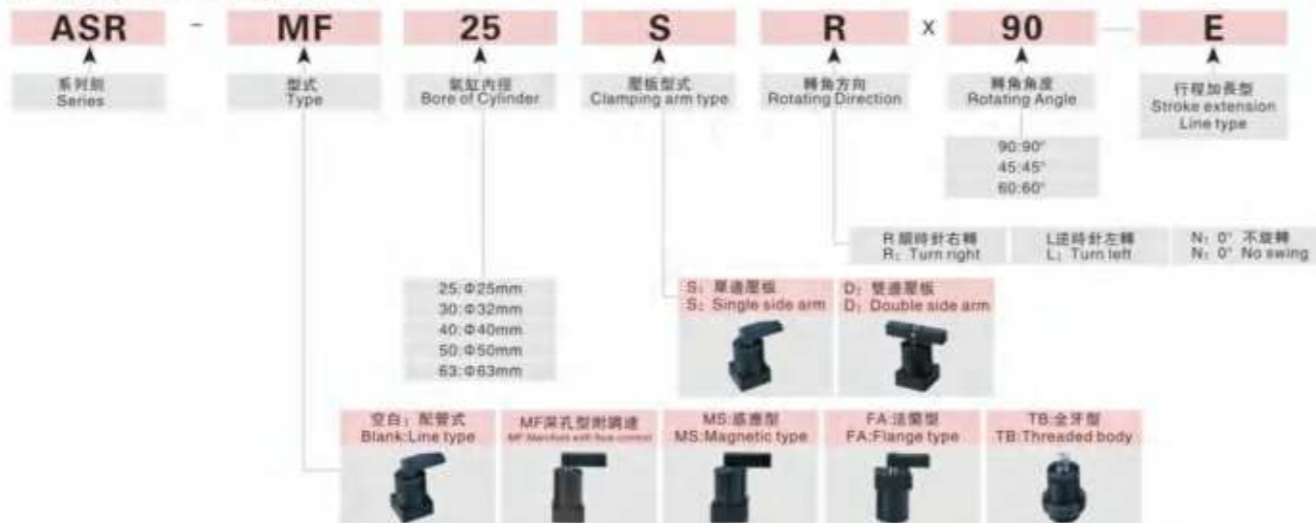 ASR - MF 25 S R x 90 — E
系列別
Series
型式
Type
氣缸內徑
Bore of Cylinder
壓板型式
Clamping arm type
轉角方向
Rotating Direction
轉角角度
Rotating Angle
行程加長型
Stroke extension
Line type
90:90°
45:45°
60:60°
R 順時針右轉
R: Turn right
L逆時針左轉
L: Turn left
N: 0° 不旋轉
N: 0° No swing
25:Φ25mm
30:Φ32mm
40:Φ40mm
50:Φ50mm
63:Φ63mm
S: 單邊壓板
S: Single side arm
D: 雙邊壓板
D: Double side arm
空白: 配管式
Blank:Line type
MF深孔型附調速
MF Manifold with flow control
MS:感應型
MS:Magnetic type
FA:法蘭型
FA:Flange type
TB:全牙型
TB:Threaded body